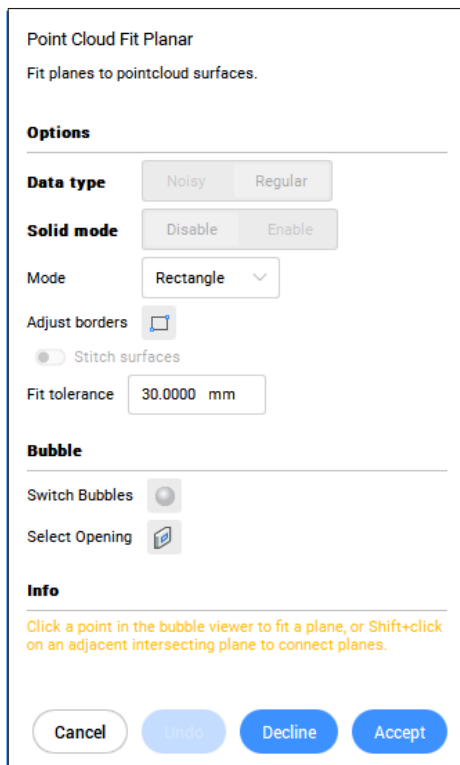 Point Cloud Fit Planar
Fit planes to pointcloud surfaces.
Options
Data type Noisy Regular
Solid mode Disable Enable
Mode Rectangle
Adjust borders
Stitch surfaces
Fit tolerance 30.0000 mm
Bubble
Switch Bubbles
Select Opening
Info
Click a point in the bubble viewer to fit a plane, or Shift+click
on an adjacent intersecting plane to connect planes.
Cancel Undo Decline Accept